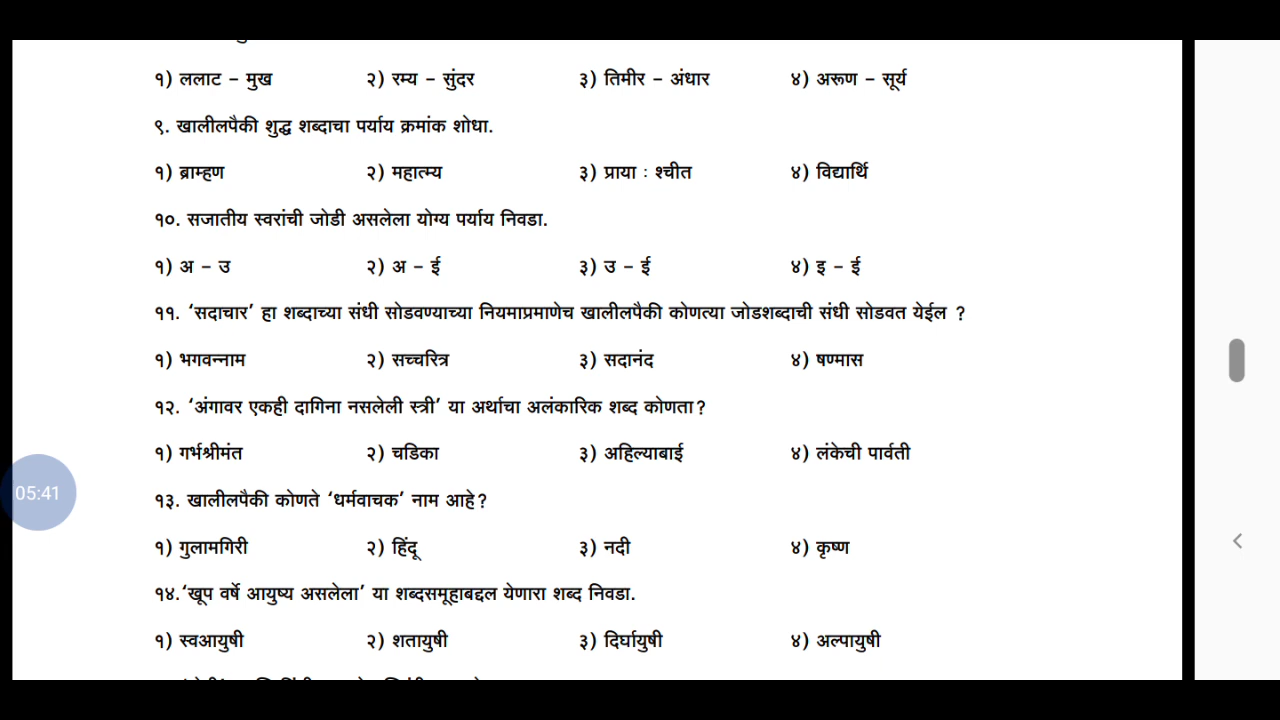 १) ललाट – मुख २) रम्य – सुंदर ३) तिमीर – अंधार ४) अरूण – सूर्य
९. खालीलपैकी शुद्ध शब्दाचा पर्याय क्रमांक शोधा.
१) ब्राम्हण २) महात्म्य ३) प्राया : श्चीत ४) विद्यार्थि
१०. सजातीय स्वरांची जोडी असलेला योग्य पर्याय निवडा.
१) अ – उ २) अ – ई ३) उ – ई ४) इ – ई
११. ‘सदाचार’ हा शब्दाच्या संधी सोडवण्याच्या नियमाप्रमाणेच खालीलपैकी कोणत्या जोडशब्दाची संधी सोडवत येईल ?
१) भगवन्नाम २) सच्चरित्र ३) सदानंद ४) षण्मास
१२. ‘अंगावर एकही दागिना नसलेली स्त्री’ या अर्थाचा अलंकारिक शब्द कोणता?
१) गर्भश्रीमंत २) चडिका ३) अहिल्याबाई ४) लंकेची पार्वती
१३. खालीलपैकी कोणते ‘धर्मवाचक’ नाम आहे?
१) गुलामगिरी २) हिंदू ३) नदी ४) कृष्ण
१४.‘खूप वर्षे आयुष्य असलेला’ या शब्दसमूहाबद्दल येणारा शब्द निवडा.
१) स्वआयुषी २) शतायुषी ३) दिर्घायुषी ४) अल्पायुषी
05:41